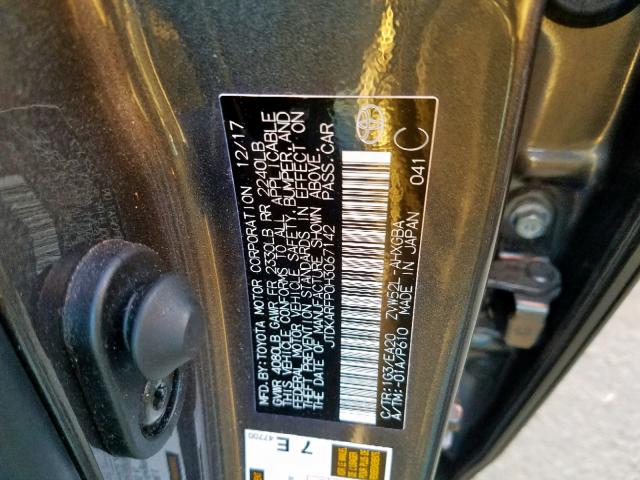 MFD.BY:TOYOTA MOTOR CORPORATION 12/17
GVWR 4080LB GAWR FR 2330LB RR 2240LB
THIS VEHICLE CONFORMS TO ALL APPLICABLE
FEDERAL MOTOR VEHICLE SAFETY, BUMPER, AND
THEFT PREVENTION STANDARDS IN EFFECT ON
THE DATE OF MANUFACTURE SHOWN ABOVE.
JTDKARFP0H3067142 PASS.CAR
C/TR:1G3/EA20 ZVW52L-AHXGBA 041 C
A/TM:-01A/P610 MADE IN JAPAN
7 E
47700